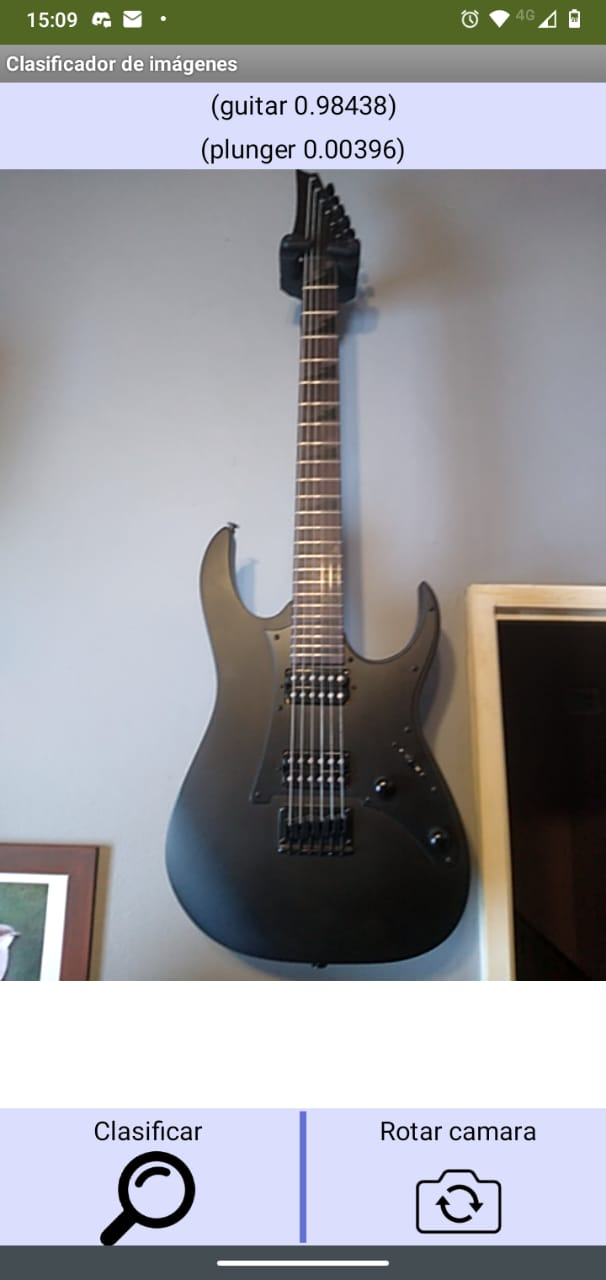 15:09
4G
Clasificador de imágenes
(guitar 0.98438)
(plunger 0.00396)
Clasificar
Rotar camara